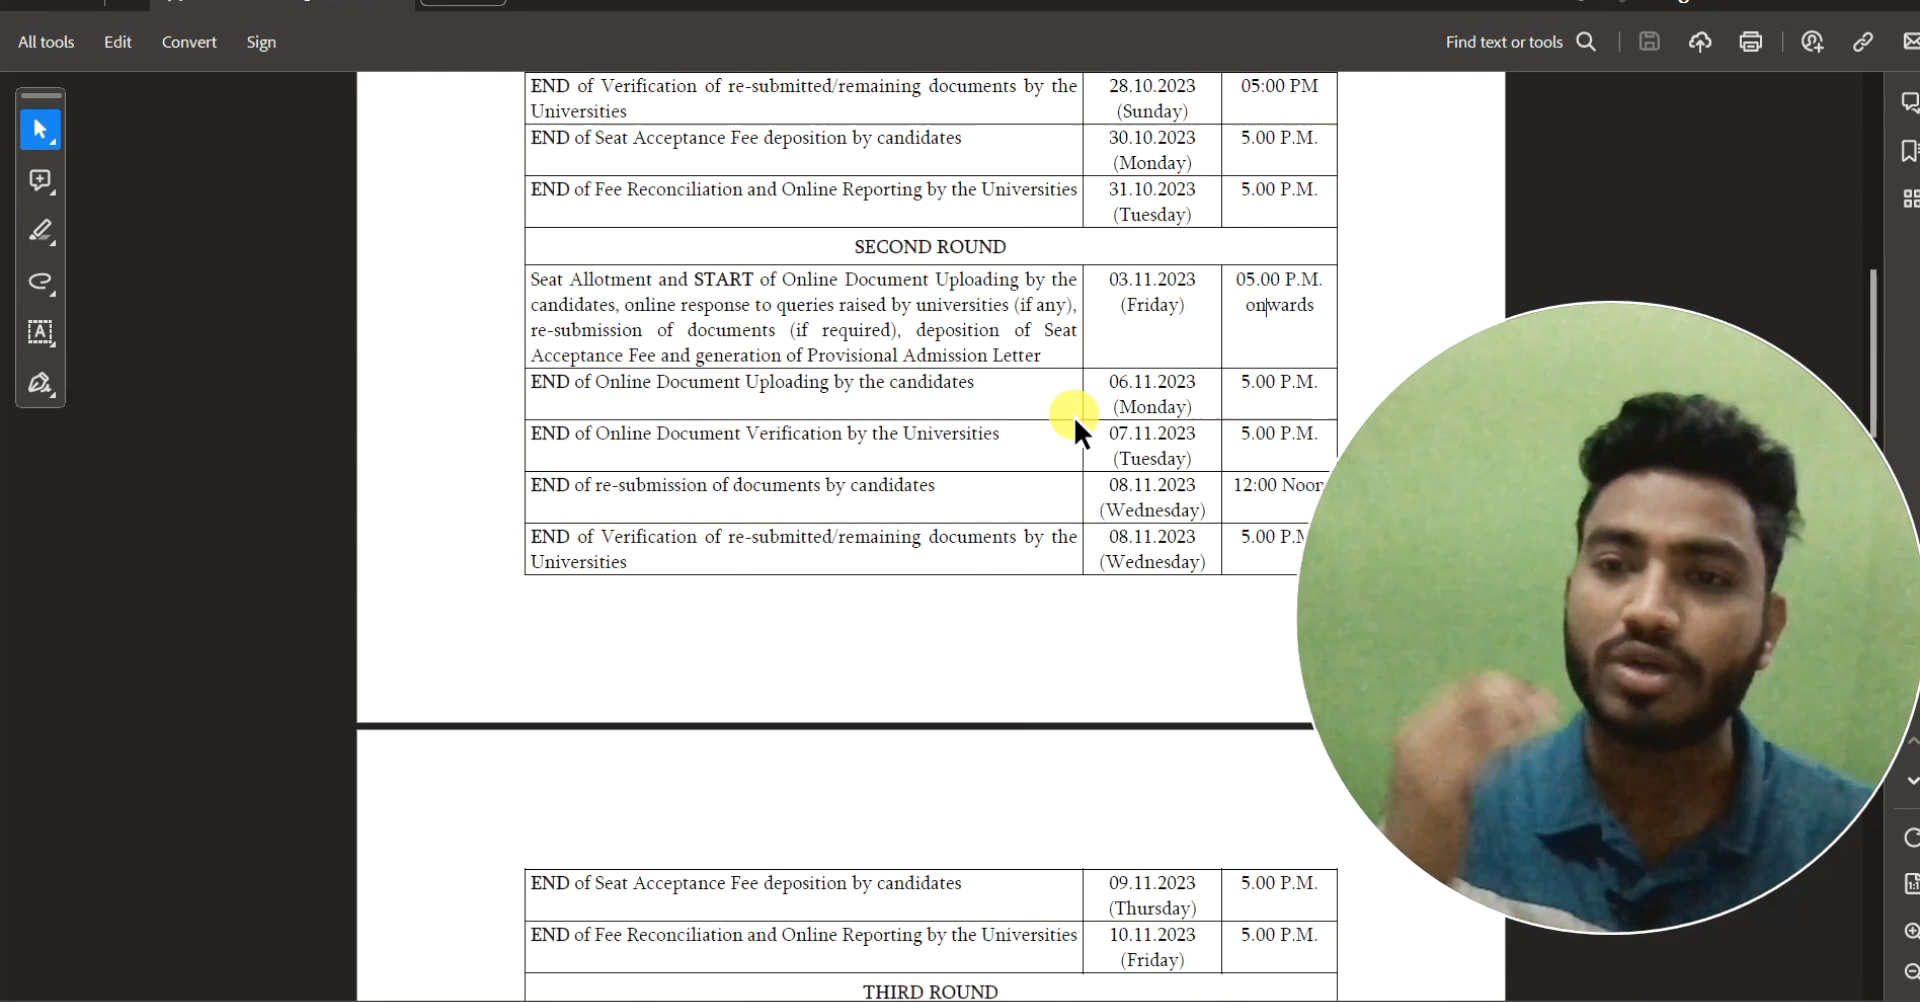 All tools Edit Convert Sign Find text or tools
END of Verification of re-submitted/remaining documents by the 28.10.2023 05:00 PM
Universities (Sunday)
END of Seat Acceptance Fee deposition by candidates 30.10.2023 5.00 P.M.
(Monday)
END of Fee Reconciliation and Online Reporting by the Universities 31.10.2023 5.00 P.M.
(Tuesday)
SECOND ROUND
Seat Allotment and START of Online Document Uploading by the 03.11.2023 05.00 P.M.
candidates, online response to queries raised by universities (if any), (Friday) onwards
re-submission of documents (if required), deposition of Seat
Acceptance Fee and generation of Provisional Admission Letter
END of Online Document Uploading by the candidates 06.11.2023 5.00 P.M.
(Monday)
END of Online Document Verification by the Universities 07.11.2023 5.00 P.M.
(Tuesday)
END of re-submission of documents by candidates 08.11.2023 12:00 Noon
(Wednesday)
END of Verification of re-submitted/remaining documents by the 08.11.2023 5.00 P.M
Universities (Wednesday)
END of Seat Acceptance Fee deposition by candidates 09.11.2023 5.00 P.M.
(Thursday)
END of Fee Reconciliation and Online Reporting by the Universities 10.11.2023 5.00 P.M.
(Friday)
THIRD ROUND